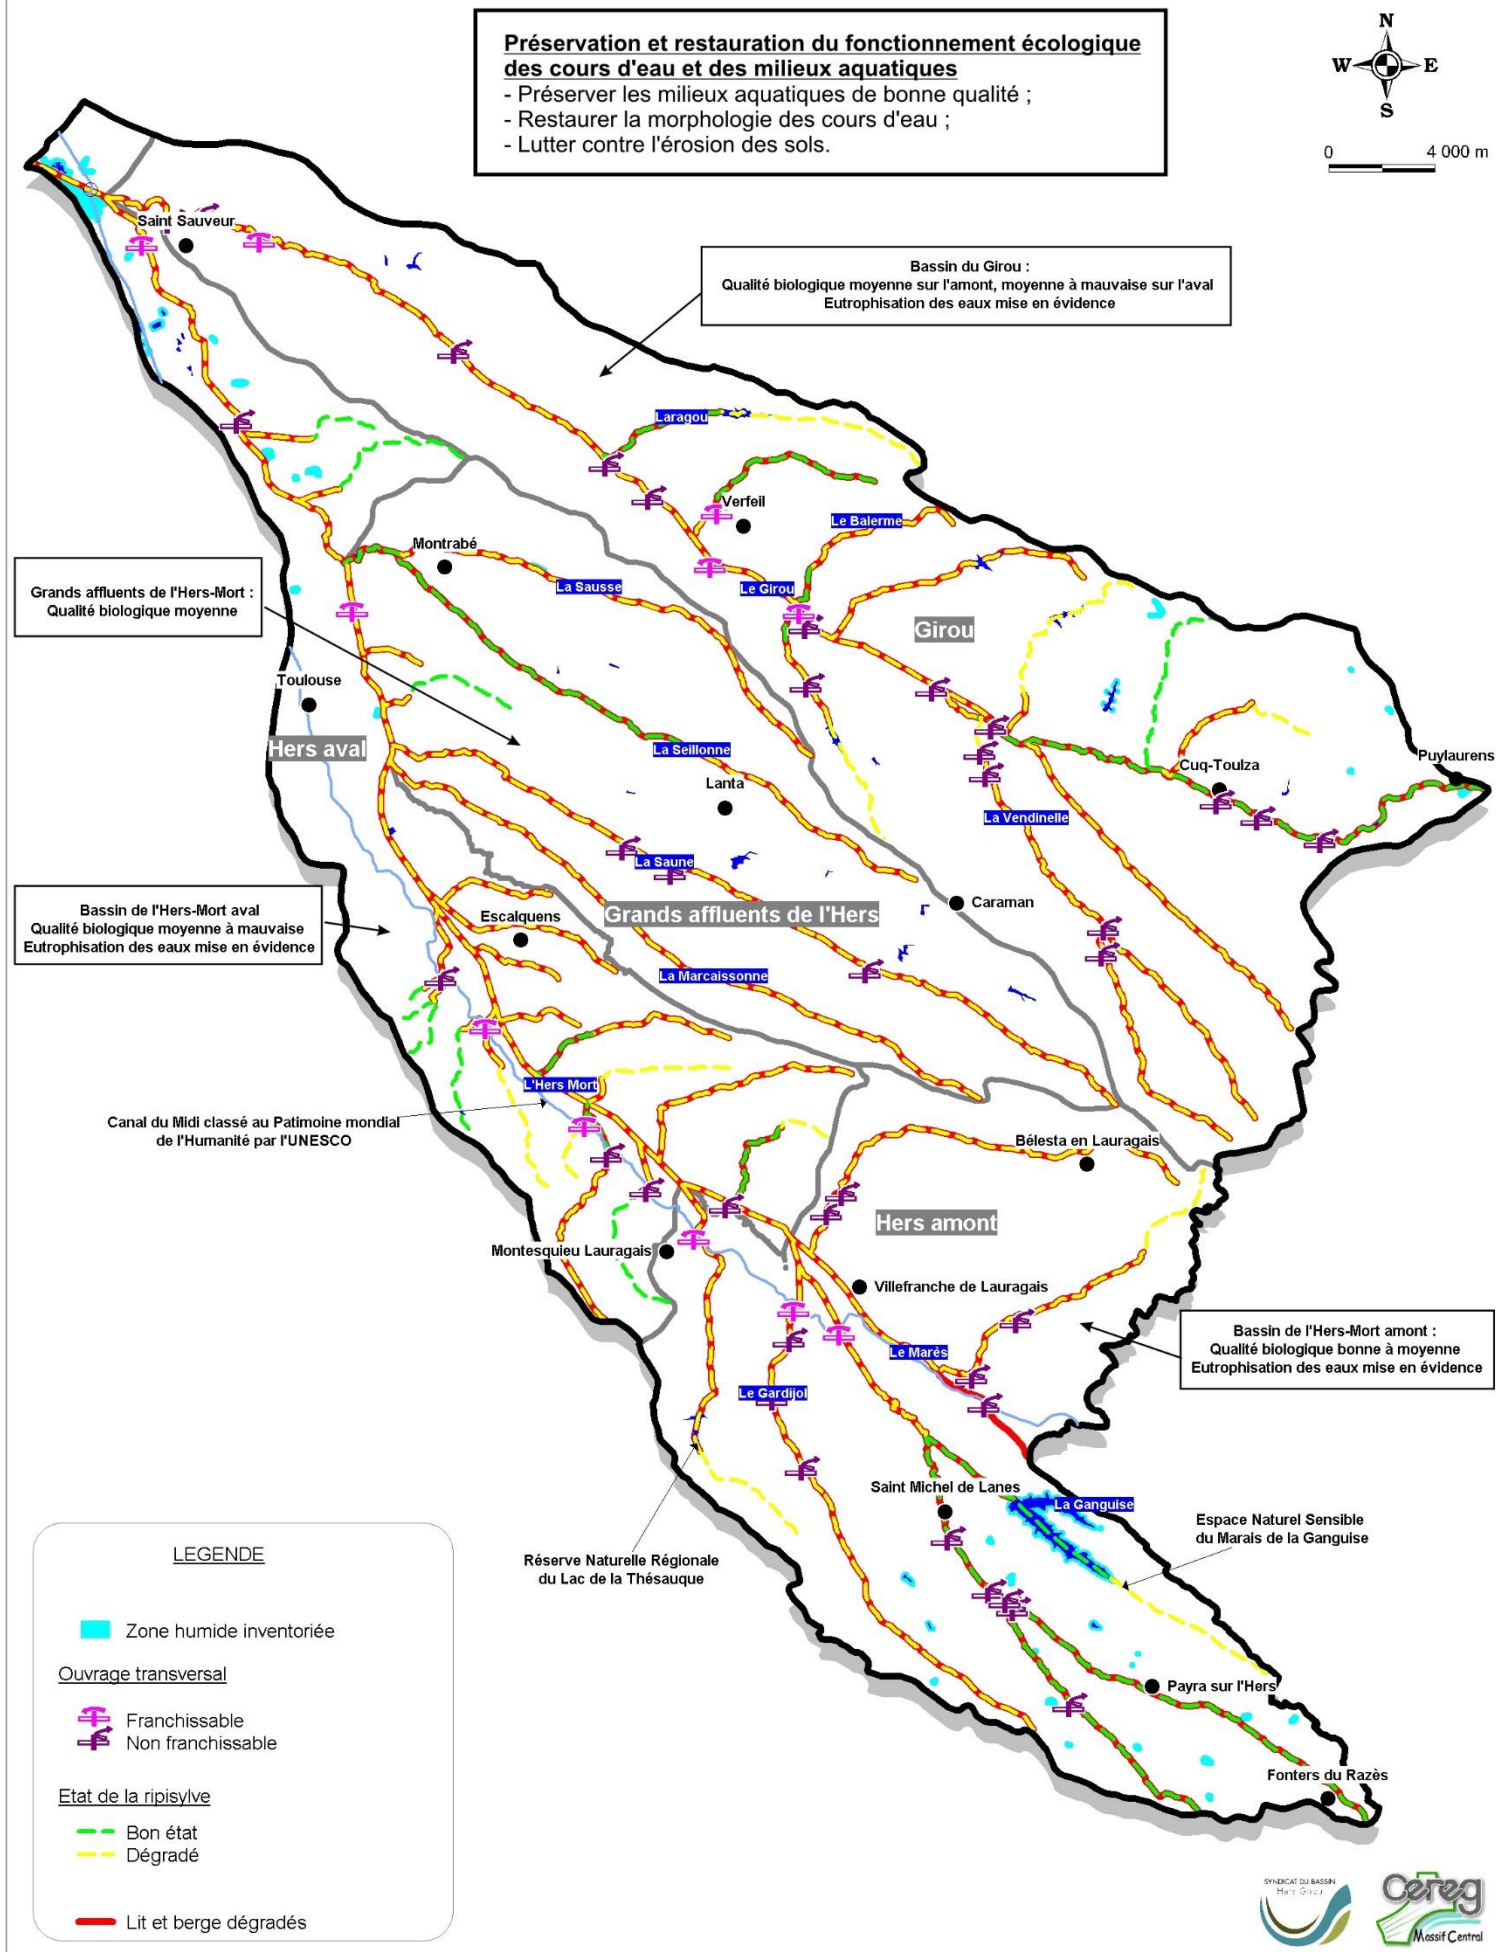 Préservation et restauration du fonctionnement écologique
des cours d'eau et des milieux aquatiques
- Préserver les milieux aquatiques de bonne qualité ;
- Restaurer la morphologie des cours d'eau ;
- Lutter contre l'érosion des sols.
N
W E
S
0 4 000 m
Saint Sauveur
Bassin du Girou :
Qualité biologique moyenne sur l'amont, moyenne à mauvaise sur l'aval
Eutrophisation des eaux mise en évidence
Laragou
Verfeil
Le Balerme
Montrabé
La Sausse
Le Girou
Grands affluents de l'Hers-Mort :
Qualité biologique moyenne
Girou
Toulouse
Hers aval
La Seillonne
Puylaurens
Cuq-Toulza
Lanta
La Vendinelle
La Saune
Caraman
Bassin de l'Hers-Mort aval
Qualité biologique moyenne à mauvaise
Eutrophisation des eaux mise en évidence
Escalquens
Grands affluents de l'Hers
La Marcaissonne
L'Hers Mort
Canal du Midi classé au Patimoine mondial
de l'Humanité par l'UNESCO
Bélesta en Lauragais
Hers amont
Montesquieu Lauragais
Villefranche de Lauragais
Bassin de l'Hers-Mort amont :
Qualité biologique bonne à moyenne
Eutrophisation des eaux mise en évidence
Le Marès
Le Gardijol
Saint Michel de Lanes
La Ganguise
Espace Naturel Sensible
du Marais de la Ganguise
Réserve Naturelle Régionale
du Lac de la Thésauque
Payra sur l'Hers
Fonters du Razès
LEGENDE
Zone humide inventoriée
Ouvrage transversal
Franchissable
Non franchissable
Etat de la ripisylve
Bon état
Dégradé
Lit et berge dégradés
SYNDICAT DU BASSIN
Hers Girou
Cereg
Massif Central